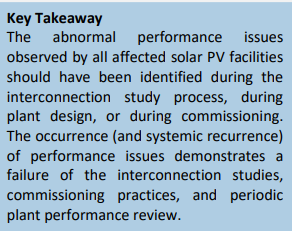 Key Takeaway
The abnormal performance issues
observed by all affected solar PV facilities
should have been identified during the
interconnection study process, during
plant design, or during commissioning.
The occurrence (and systemic recurrence)
of performance issues demonstrates a
failure of the interconnection studies,
commissioning practices, and periodic
plant performance review.